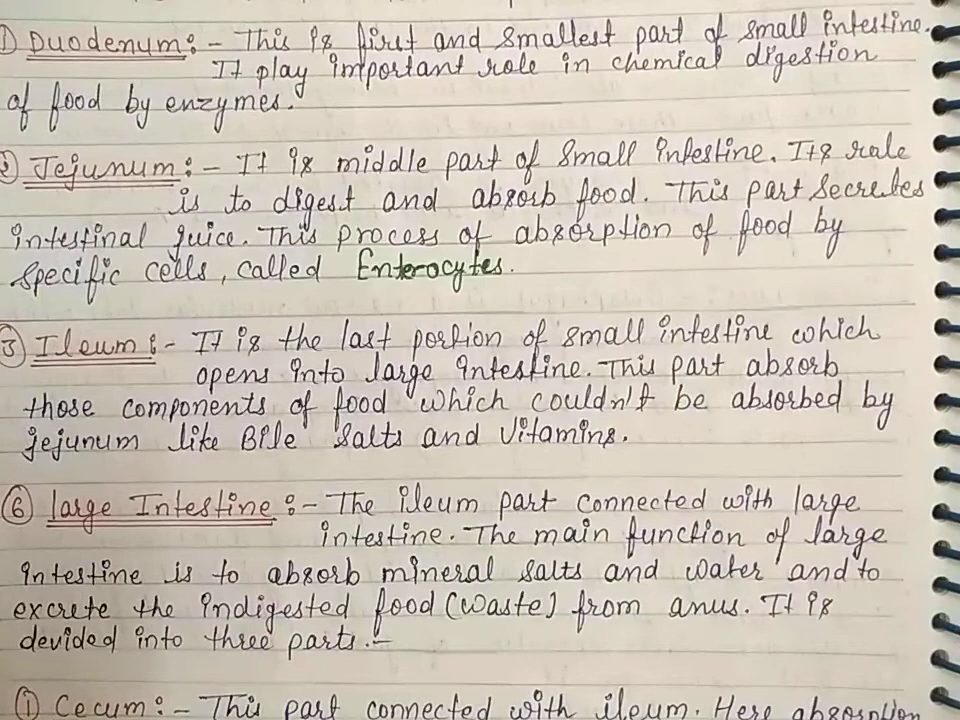 ① Duodenum:- This is first and smallest part of small intestine.
It play important role in chemical digestion
of food by enzymes.
② Jejunum:- It is middle part of small intestine. Its role
is to digest and absorb food. This part secretes
intestinal juice. This process of absorption of food by
specific cells, called Enterocytes.
③ Ileum:- It is the last portion of small intestine which
opens into large intestine. This part absorb
those components of food which couldn't be absorbed by
jejunum like Bile salts and vitamins.
⑥ large Intestine:- The ileum part connected with large
intestine. The main function of large
intestine is to absorb mineral salts and water and to
excrete the indigested food (waste) from anus. It is
devided into three parts.-
① Cecum:- This part connected with ileum. Here absorption